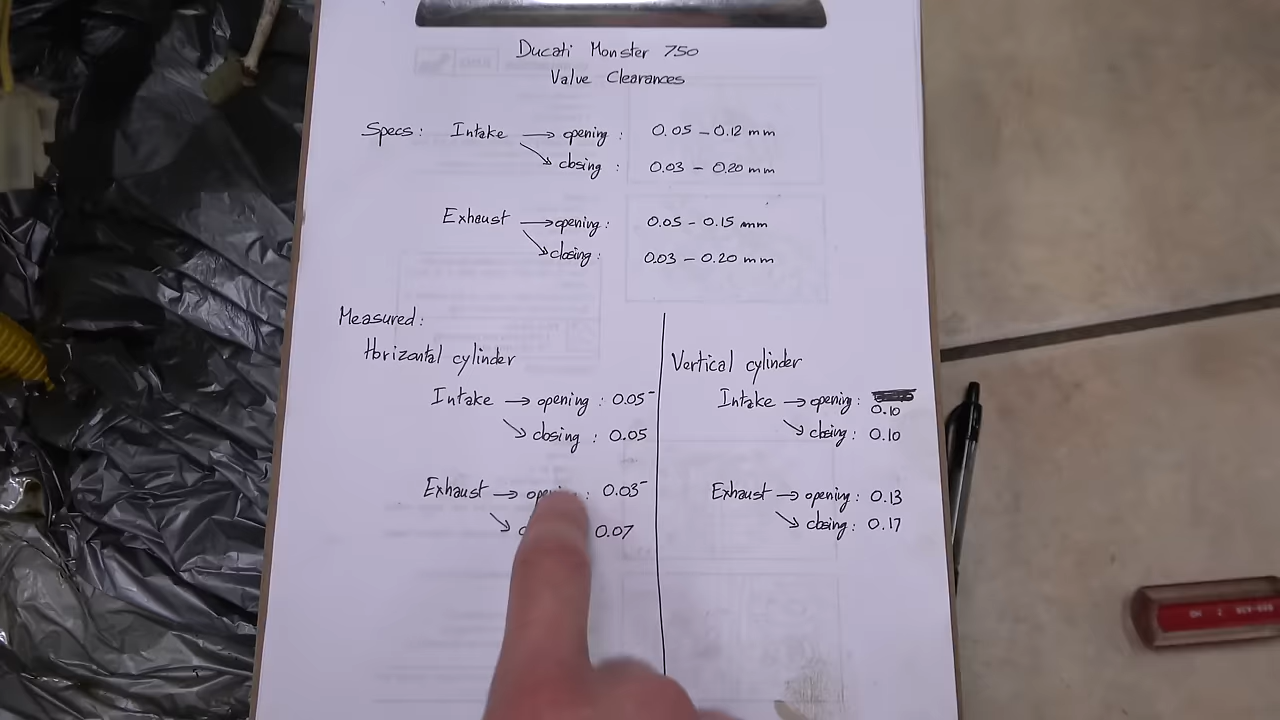 Ducati Monster 750
Valve Clearances
Specs: Intake → opening : 0.05 – 0.12 mm
↘ closing : 0.03 – 0.20 mm
Exhaust → opening : 0.05 – 0.15 mm
↘ closing : 0.03 – 0.20 mm
Measured:
Horizontal cylinder
Intake → opening : 0.05⁻
↘ closing : 0.05
Exhaust → opening : 0.03⁻
↘ 0.07
Vertical cylinder
Intake → opening : 0.10
↘ closing : 0.10
Exhaust → opening : 0.13
↘ closing : 0.17